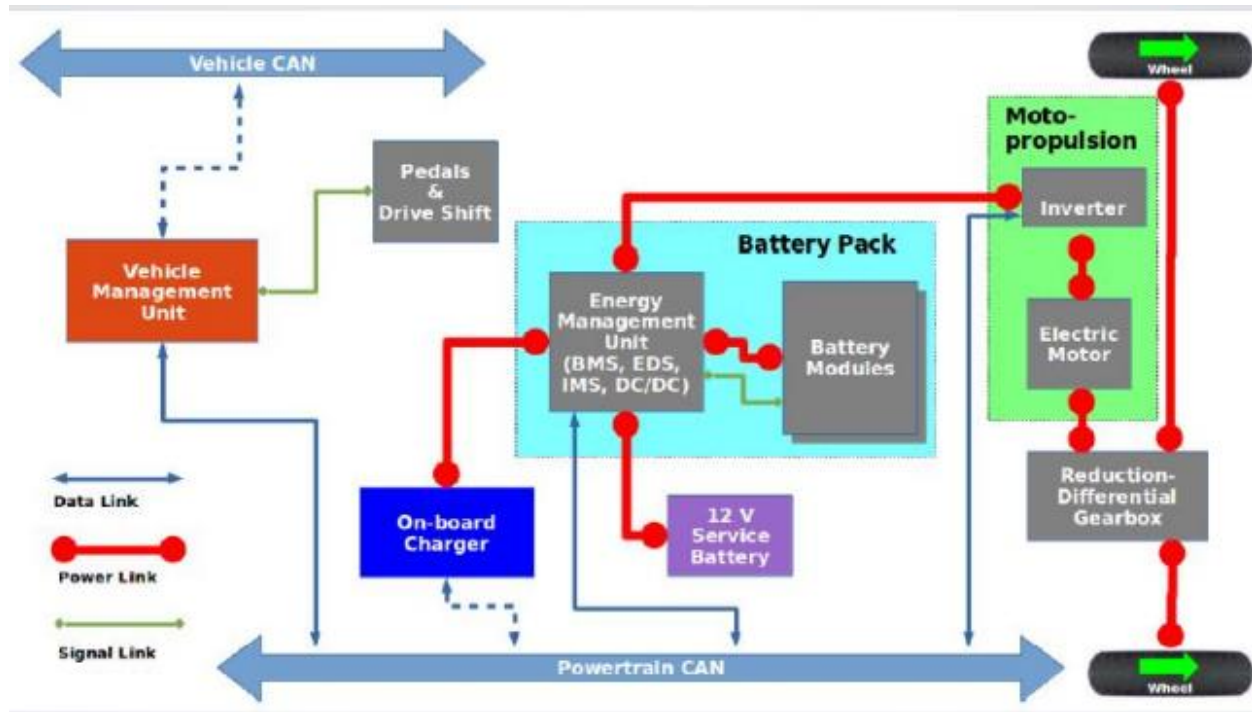 Vehicle CAN
Wheel
Moto-
propulsion
Pedals
&
Drive Shift
Inverter
Battery Pack
Vehicle
Management
Unit
Energy
Management
Unit
(BMS, EDS,
IMS, DC/DC)
Battery
Modules
Electric
Motor
Reduction-
Differential
Gearbox
Data Link
On-board
Charger
12 V
Service
Battery
Power Link
Signal Link
Powertrain CAN
Wheel